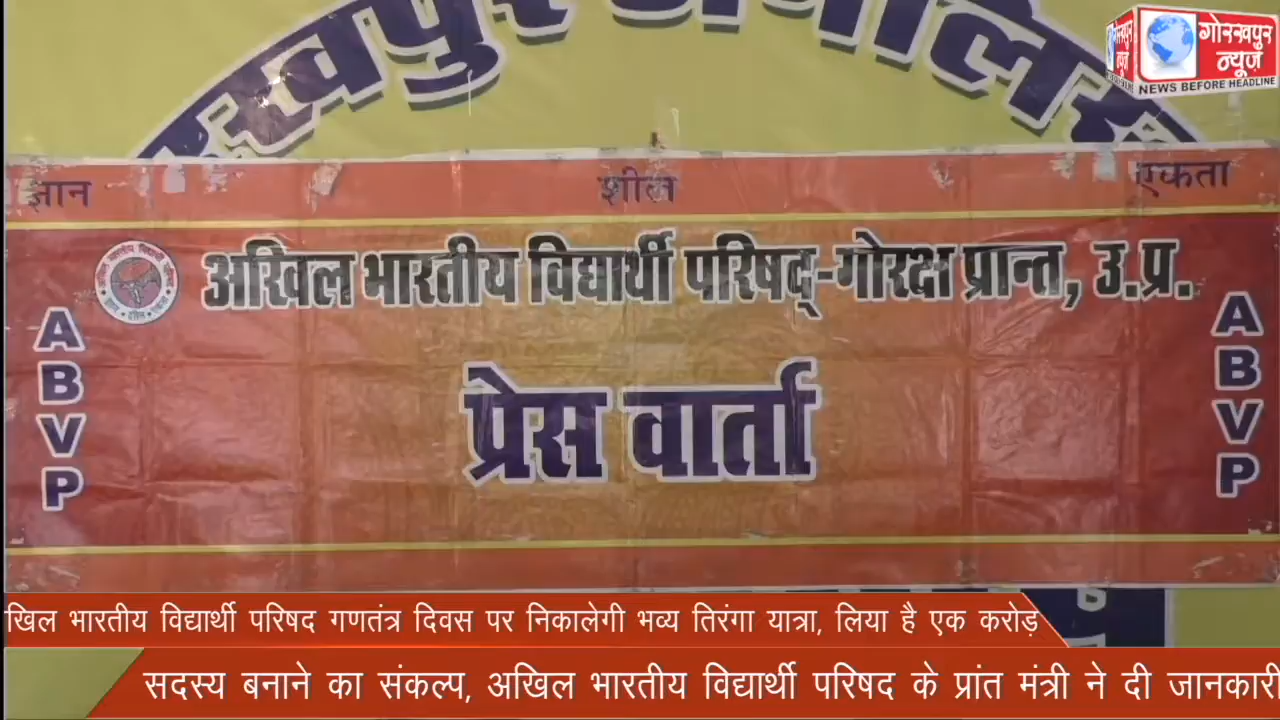 गोरखपुर
न्यूज़
NEWS BEFORE HEADLINE
ज्ञान शील एकता
अखिल भारतीय विद्यार्थी परिषद्-गोरक्ष प्रान्त, उ.प्र.
ABVP
प्रेस वार्ता
ABVP
खिल भारतीय विद्यार्थी परिषद गणतंत्र दिवस पर निकालेगी भव्य तिरंगा यात्रा, लिया है एक करोड़
सदस्य बनाने का संकल्प, अखिल भारतीय विद्यार्थी परिषद के प्रांत मंत्री ने दी जानकारी